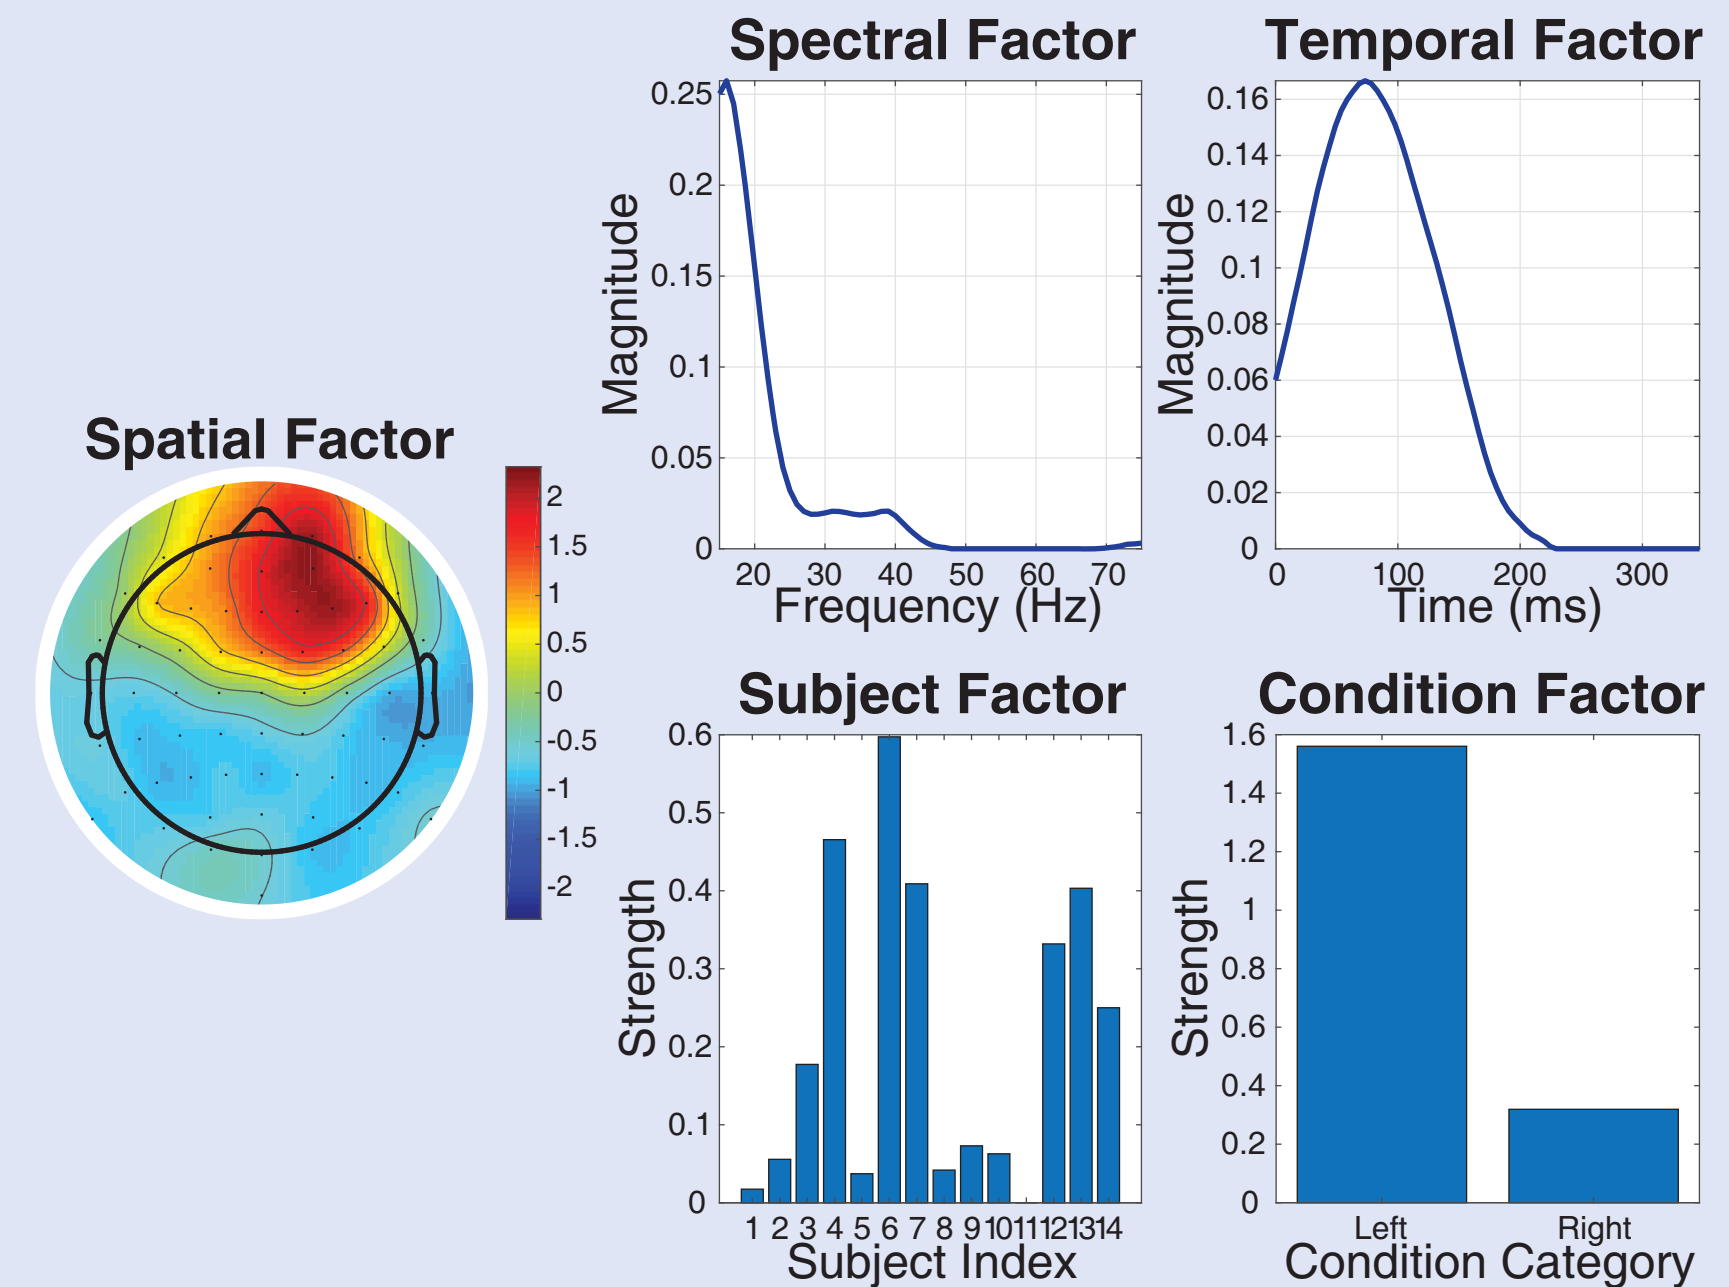 Spatial Factor
2
1.5
1
0.5
0
-0.5
-1
-1.5
-2
Spectral Factor
Magnitude
0.25
0.2
0.15
0.1
0.05
0
20 30 40 50 60 70
Frequency (Hz)
Temporal Factor
Magnitude
0.16
0.14
0.12
0.1
0.08
0.06
0.04
0.02
0
0 100 200 300
Time (ms)
Subject Factor
Strength
0.6
0.5
0.4
0.3
0.2
0.1
0
1 2 3 4 5 6 7 8 9 10 11 12 13 14
Subject Index
Condition Factor
Strength
1.6
1.4
1.2
1
0.8
0.6
0.4
0.2
0
Left Right
Condition Category